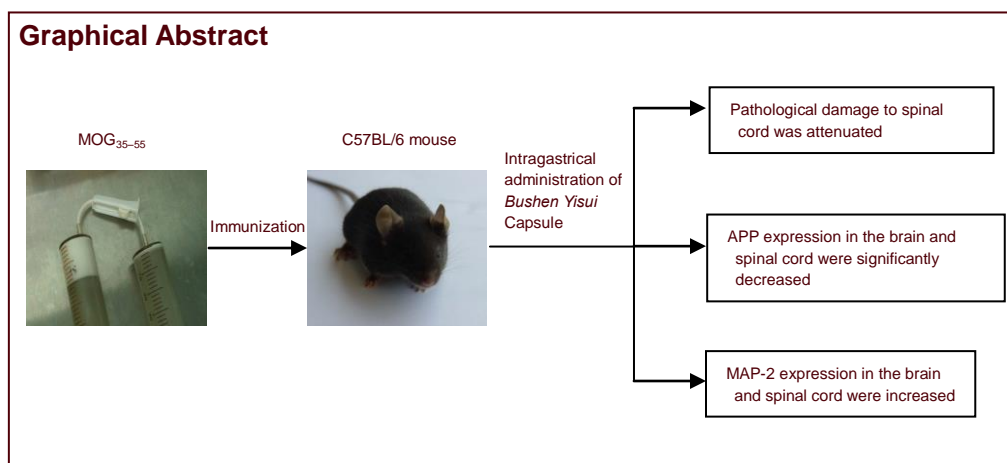 Graphical Abstract
MOG35–55
Immunization
C57BL/6 mouse
Intragastrical
administration of
Bushen Yisui
Capsule
Pathological damage to spinal
cord was attenuated
APP expression in the brain and
spinal cord were significantly
decreased
MAP-2 expression in the brain
and spinal cord were increased